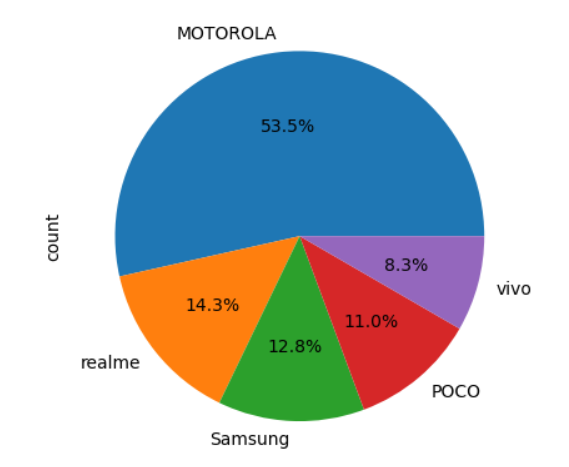 MOTOROLA
53.5%
count
8.3%
vivo
14.3%
11.0%
12.8%
realme
POCO
Samsung